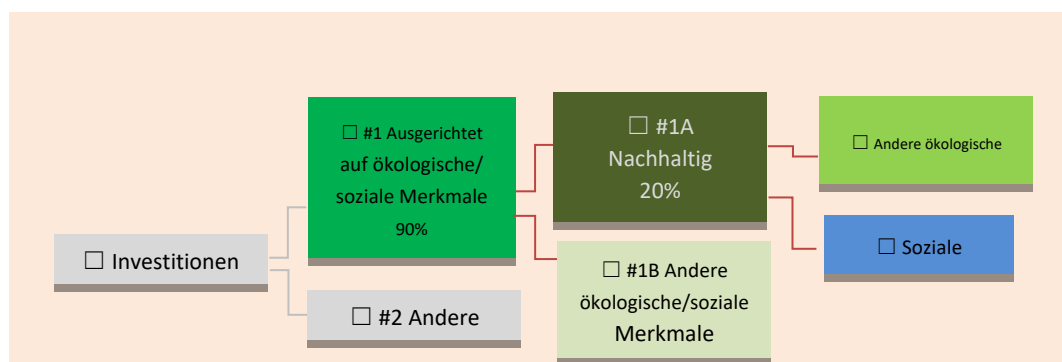 ☐ Investitionen
☐ #1 Ausgerichtet
auf ökologische/
soziale Merkmale
90%
☐ #2 Andere
☐ #1A
Nachhaltig
20%
☐ #1B Andere
ökologische/soziale
Merkmale
☐ Andere ökologische
☐ Soziale